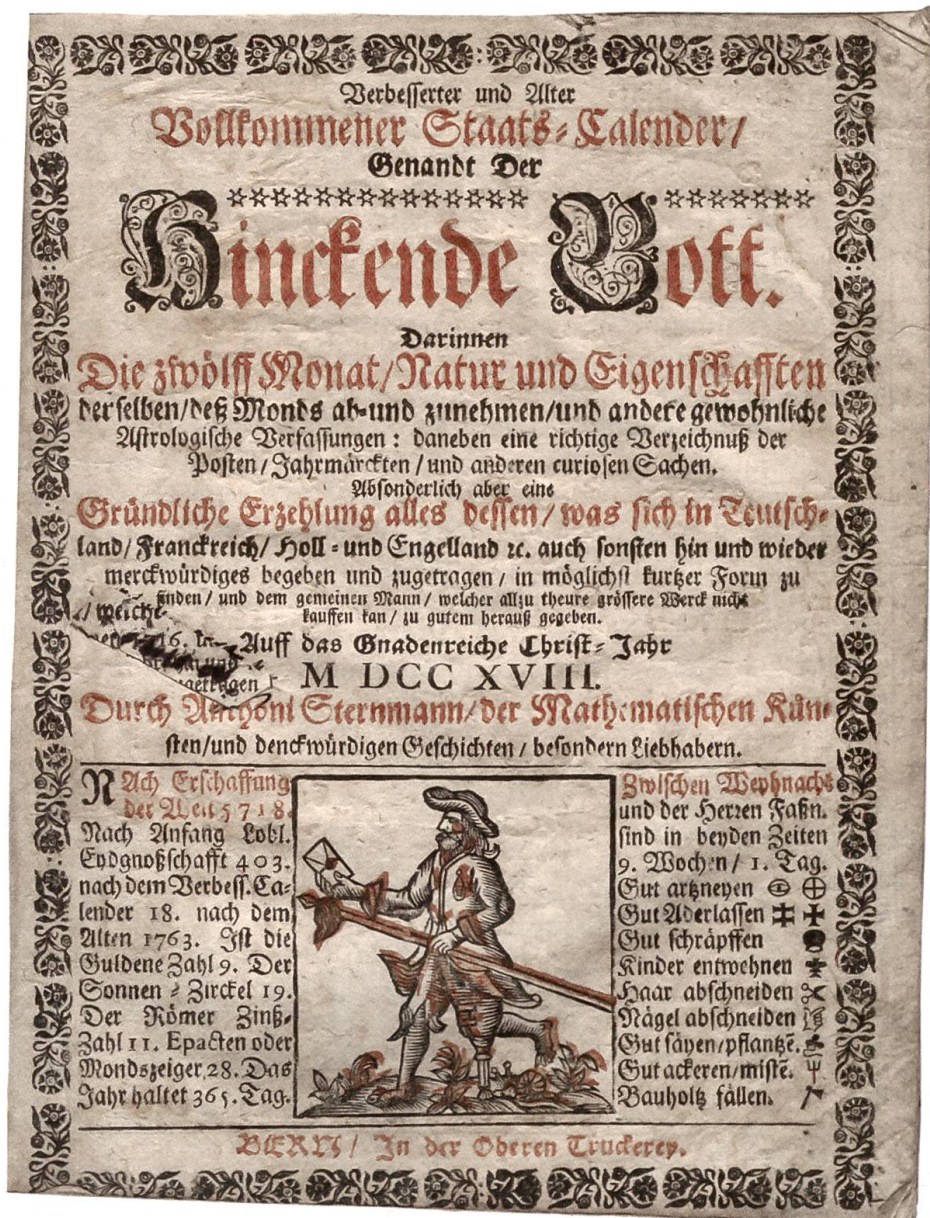 Verbesserter und Alter
Vollkommener Staats-Calender/
Genandt Der
Hinckende Bott.
Darinnen
Die zwölff Monat/Natur und Eigenschafften
derselben/deß Monds ab-und zunehmen/und andere gewohnliche
Astrologische Verfassungen: daneben eine richtige Verzeichnuß der
Posten/Jahrmärckten/und anderen curiosen Sachen.
Absonderlich aber eine
Gründliche Erzehlung alles dessen/was sich in Teutsch-
land/Franckreich/Holl-und Engelland ꝛc. auch sonsten hin und wieder
merckwürdiges begeben und zugetragen/in möglichst kurtzer Form zu
finden/und dem gemeinen Mann/welcher allzu theure grössere Werck nicht
kauffen kan/zu gutem herauß gegeben.
Auff das Gnadenreiche Christ-Jahr
M DCC XVIII.
Durch Anthoni Sternmann/der Mathematischen Kün-
sten/und denckwürdigen Geschichten/besondern Liebhabern.
NAch Erschaffung
der Welt 5718.
Nach Anfang Lobl.
Eydgnoßschafft 403.
nach dem Verbess. Ca-
lender 18. nach dem
Alten 1763. Ist die
Guldene Zahl 9. Der
Sonnen-Zirckel 19.
Der Römer Zinß-
Zahl 11. Epacten oder
Mondszeiger 28. Das
Jahr haltet 365. Tag.
Zwischen Weyhnacht
und der Herren Faßn.
sind in beyden Zeiten
9. Wochen/1. Tag.
Gut artzneyen
Gut Aderlassen
Gut schräpffen
Kinder entwehnen
Haar abschneiden
Nägel abschneiden
Gut säyen/pflantzē.
Gut ackeren/mistē.
Bauholtz fällen.
BERN/In der Oberen Truckerey.